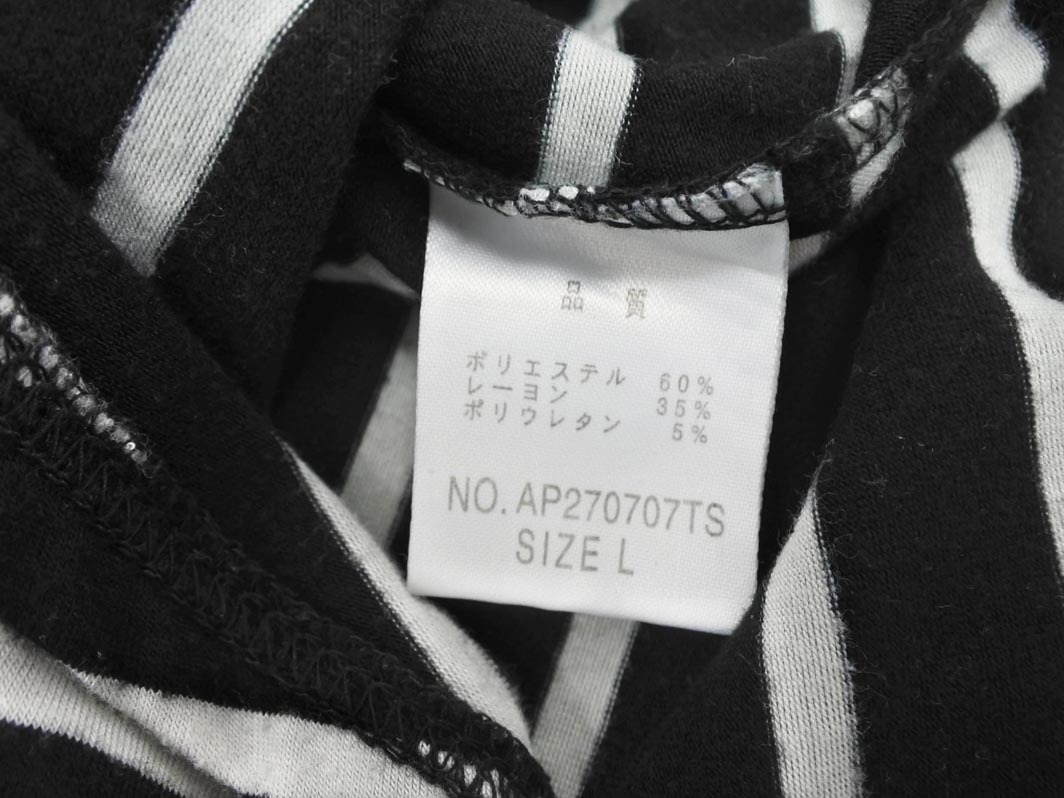 品 質
ポリエステル 60%
レーヨン 35%
ポリウレタン 5%
NO. AP270707TS
SIZE L